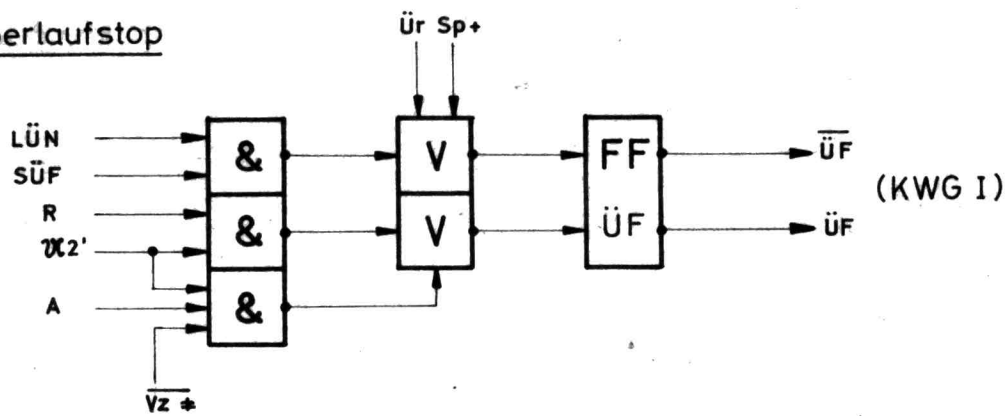 erlaufstop
Ür Sp+
LÜN
SÜF
R
A
& & &
V V
FF
ÜF
Vz *
ÜF
(KWG I)
ÜF